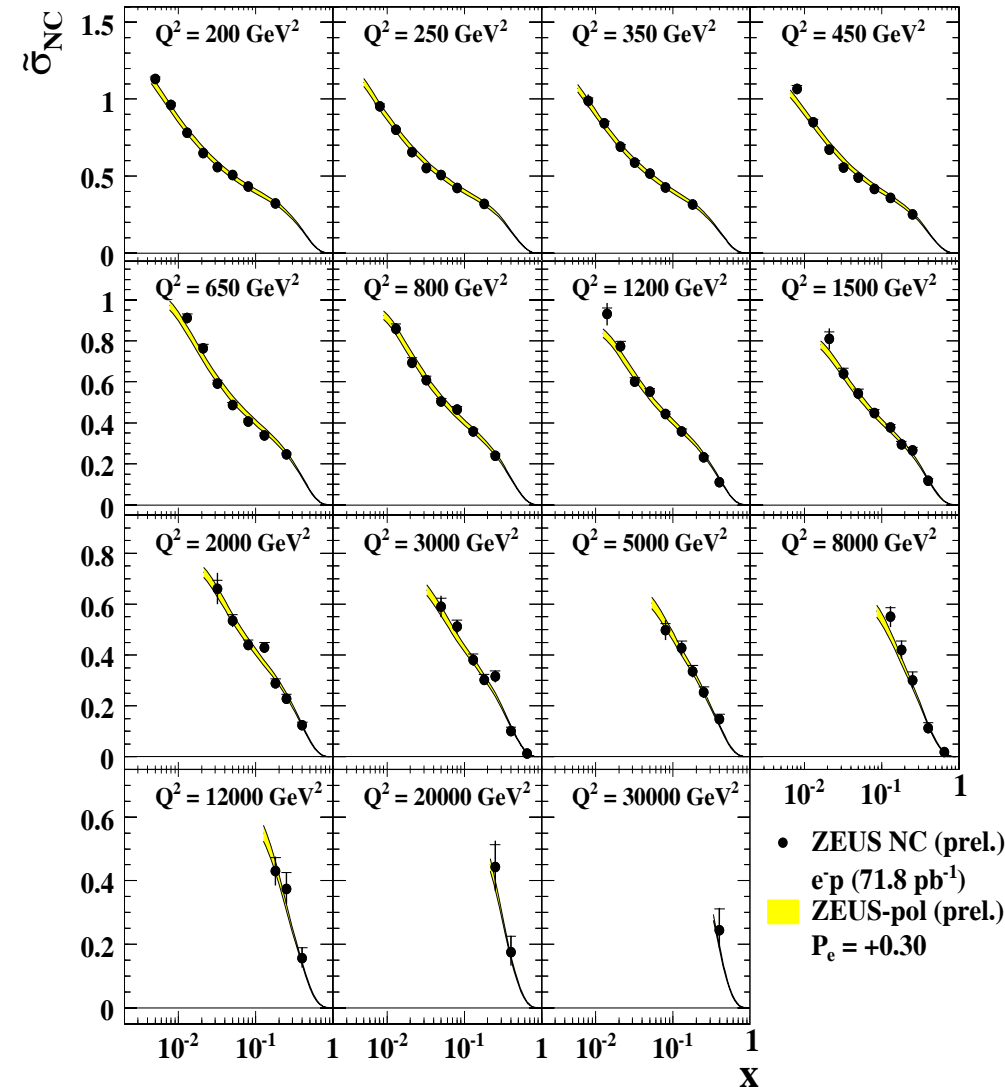 σ̃NC
1.5
1
0.5
0
Q² = 200 GeV²
Q² = 250 GeV²
Q² = 350 GeV²
Q² = 450 GeV²
1
0.8
0.6
0.4
0.2
0
Q² = 650 GeV²
Q² = 800 GeV²
Q² = 1200 GeV²
Q² = 1500 GeV²
0.8
0.6
0.4
0.2
0
Q² = 2000 GeV²
Q² = 3000 GeV²
Q² = 5000 GeV²
Q² = 8000 GeV²
10⁻² 10⁻¹ 1
0.6
0.4
0.2
0
Q² = 12000 GeV²
Q² = 20000 GeV²
Q² = 30000 GeV²
ZEUS NC (prel.)
e⁻p (71.8 pb⁻¹)
ZEUS-pol (prel.)
Pₑ = +0.30
10⁻² 10⁻¹ 1 10⁻² 10⁻¹ 1 10⁻² 10⁻¹ 1
x